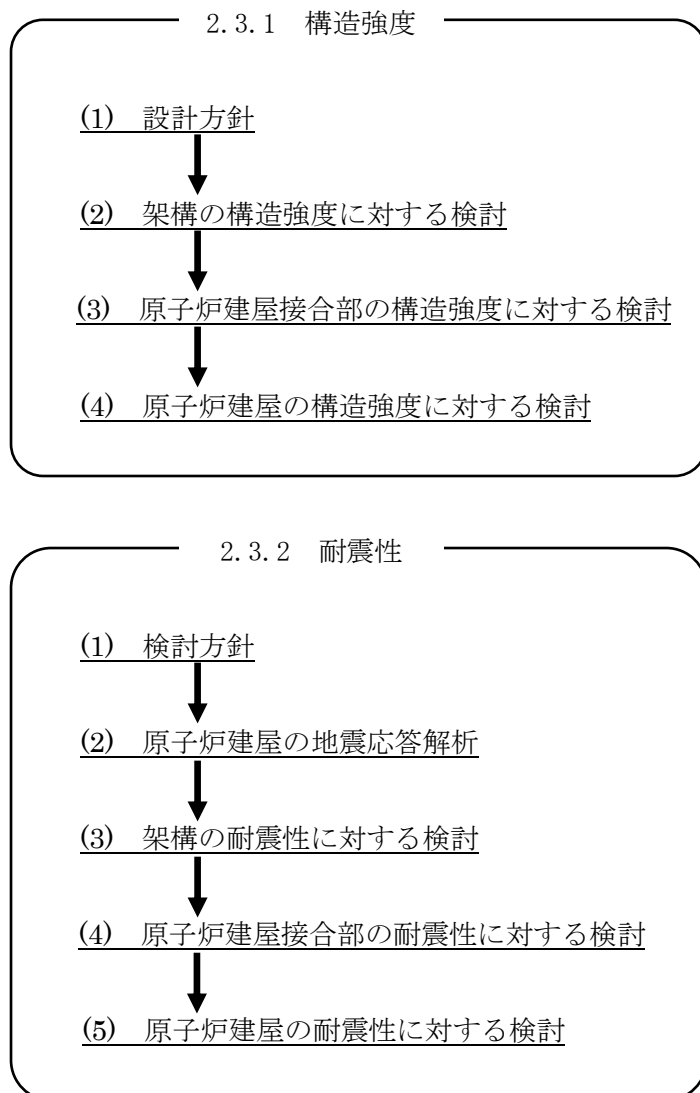 2.3.1　構造強度
(1)　設計方針
(2)　架構の構造強度に対する検討
(3)　原子炉建屋接合部の構造強度に対する検討
(4)　原子炉建屋の構造強度に対する検討
2.3.2　耐震性
(1)　検討方針
(2)　原子炉建屋の地震応答解析
(3)　架構の耐震性に対する検討
(4)　原子炉建屋接合部の耐震性に対する検討
(5)　原子炉建屋の耐震性に対する検討